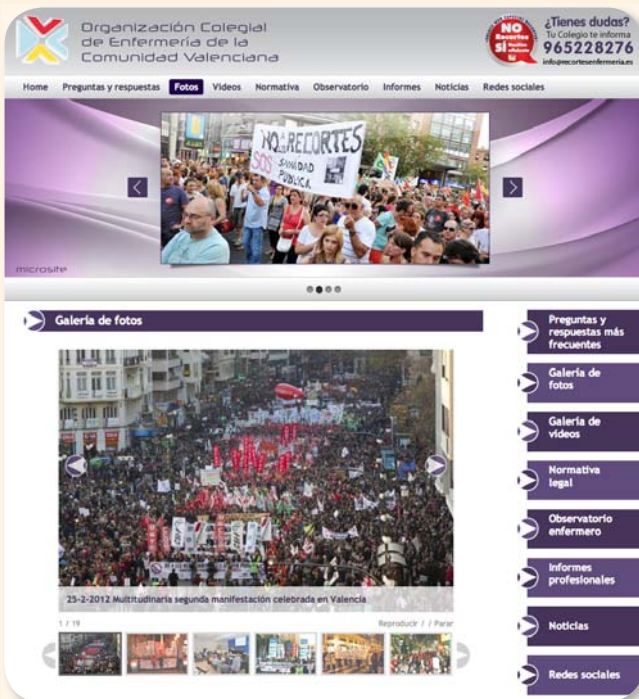 Organización Colegial
de Enfermería de la
Comunidad Valenciana
NO
Recortes
SÍ
¿Tienes dudas?
Tu Colegio te informa
965228276
info@recortesenfermeria.es
Home Preguntas y respuestas Fotos Videos Normativa Observatorio Informes Noticias Redes sociales
NO A RECORTES
SOS SANIDAD
PÚBLICA
microsite
Galería de fotos
25-2-2012 Multitudinaria segunda manifestación celebrada en Valencia
1 / 19
Reproducir / / Parar
Preguntas y
respuestas más
frecuentes
Galería de
fotos
Galería de
vídeos
Normativa
legal
Observatorio
enfermero
Informes
profesionales
Noticias
Redes sociales